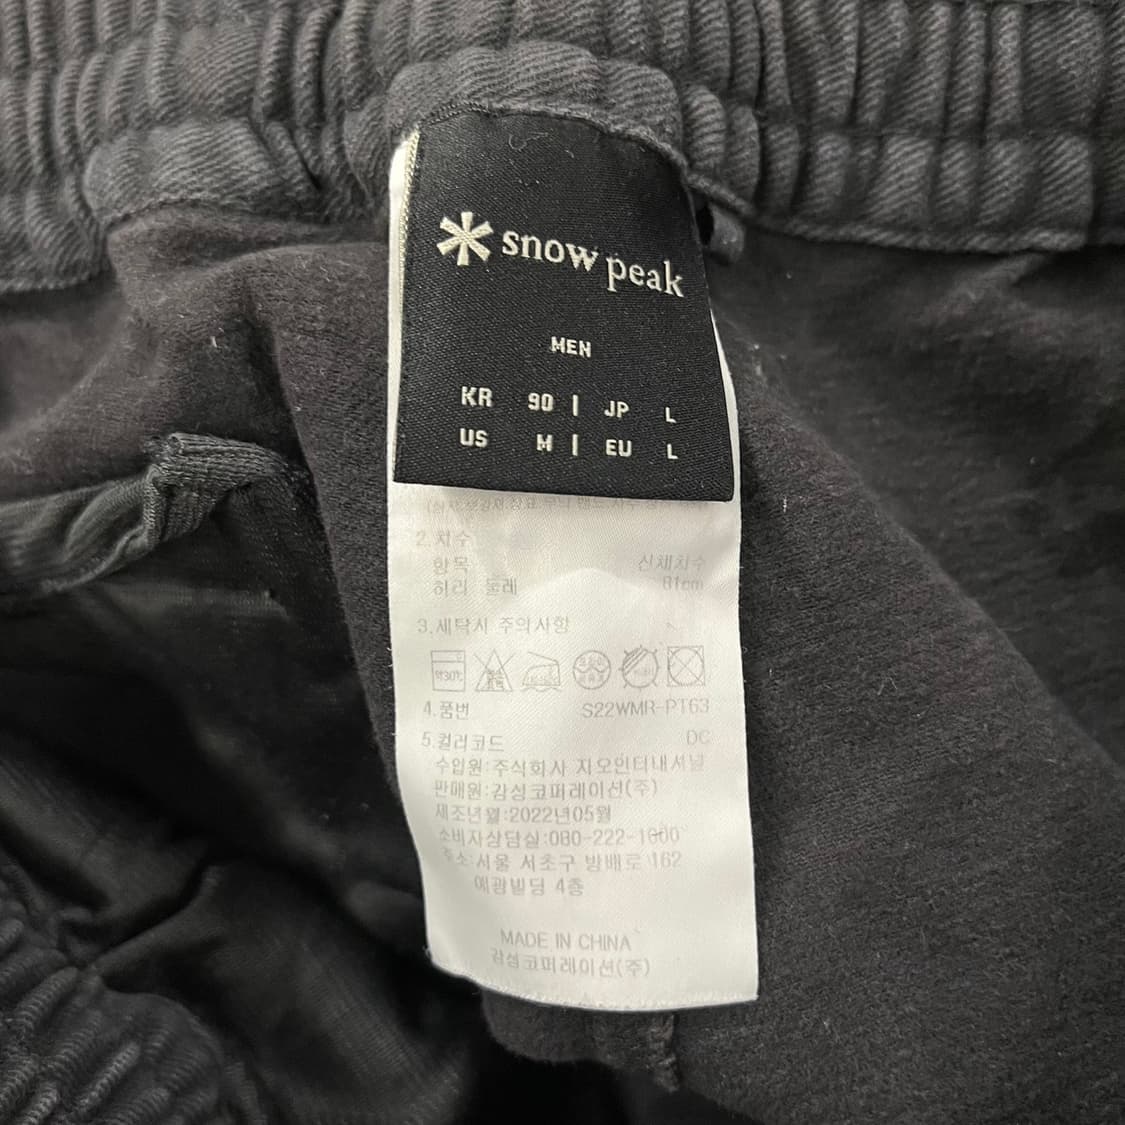 snow peak
MEN
KR 90 | JP L
US M | EU L
2.치수
항목 신체치수
허리 둘레 81cm
3.세탁시 주의사항
약30℃
4.품번 S22WMR-PT63
5.컬러코드 DC
수입원:주식회사 지오인터내셔날
판매원:감성코퍼레이션(주)
제조년월:2022년05월
소비자상담실:080-222-1000
주소:서울 서초구 방배로 162
예광빌딩 4층
MADE IN CHINA
감성코퍼레이션(주)